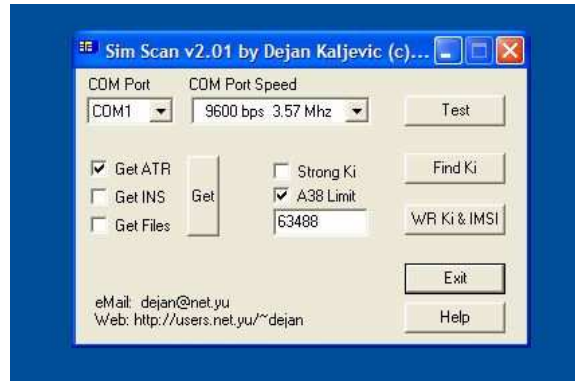 Sim Scan v2.01 by Dejan Kaljevic (c)...
COM Port COM Port Speed
COM1 9600 bps 3.57 Mhz Test
Get ATR Strong Ki Find Ki
Get INS Get A38 Limit
Get Files 63488 WR Ki & IMSI
Exit
eMail: dejan@net.yu
Web: http://users.net.yu/~dejan Help